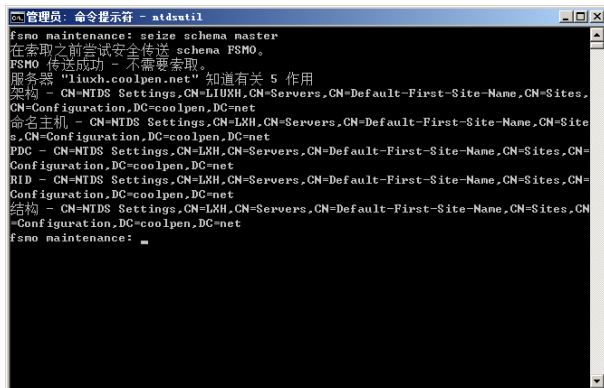 管理员: 命令提示符 - ntdsutil
fsmo maintenance: seize schema master
在索取之前尝试安全传送 schema FSMO。
FSMO 传送成功 - 不需要索取。
服务器 "liuxh.coolpen.net" 知道有关 5 作用
架构 - CN=NTDS Settings,CN=LIUXH,CN=Servers,CN=Default-First-Site-Name,CN=Sites,
CN=Configuration,DC=coolpen,DC=net
命名主机 - CN=NTDS Settings,CN=LXH,CN=Servers,CN=Default-First-Site-Name,CN=Site
s,CN=Configuration,DC=coolpen,DC=net
PDC - CN=NTDS Settings,CN=LXH,CN=Servers,CN=Default-First-Site-Name,CN=Sites,CN=
Configuration,DC=coolpen,DC=net
RID - CN=NTDS Settings,CN=LXH,CN=Servers,CN=Default-First-Site-Name,CN=Sites,CN=
Configuration,DC=coolpen,DC=net
结构 - CN=NTDS Settings,CN=LXH,CN=Servers,CN=Default-First-Site-Name,CN=Sites,CN
=Configuration,DC=coolpen,DC=net
fsmo maintenance: